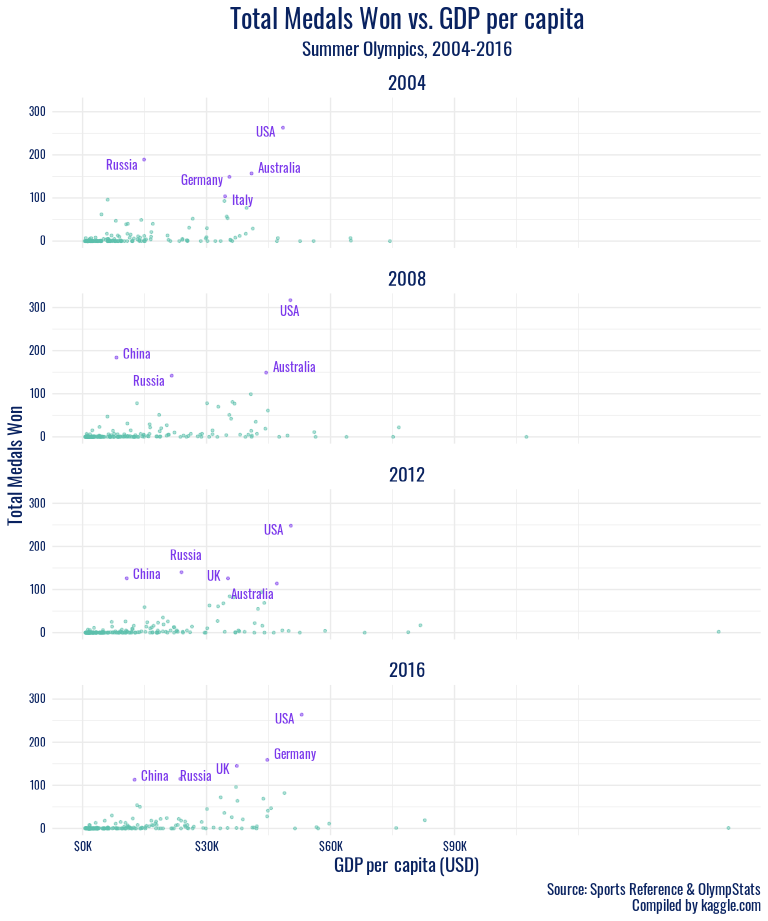 Total Medals Won vs. GDP per capita
Summer Olympics, 2004-2016
2004
300
200
100
0
USA
Russia
Australia
Germany
Italy
2008
300
200
100
0
USA
China
Australia
Russia
Total Medals Won
2012
300
200
100
0
USA
Russia
China
UK
Australia
2016
300
200
100
0
USA
Germany
UK
China
Russia
$0K
$30K
$60K
$90K
GDP per capita (USD)
Source: Sports Reference & OlympStats
Compiled by kaggle.com